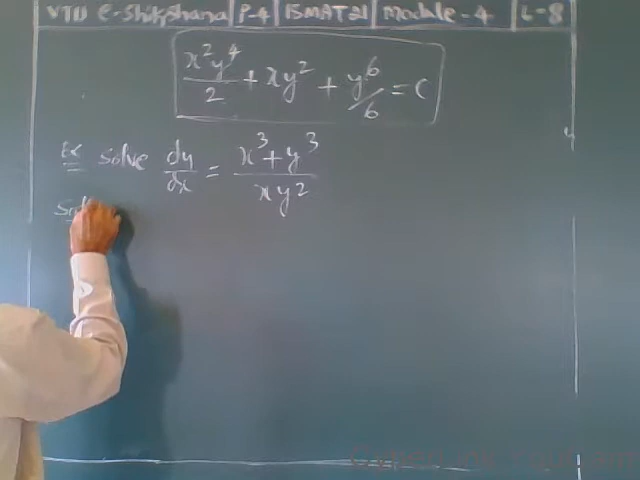 VTU E-Shikshana P-4 15MAT21 Module-4 L-8
x²y⁴/2 + xy² + y⁶/6 = C
Ex solve dy/dx = x³+y³/xy²